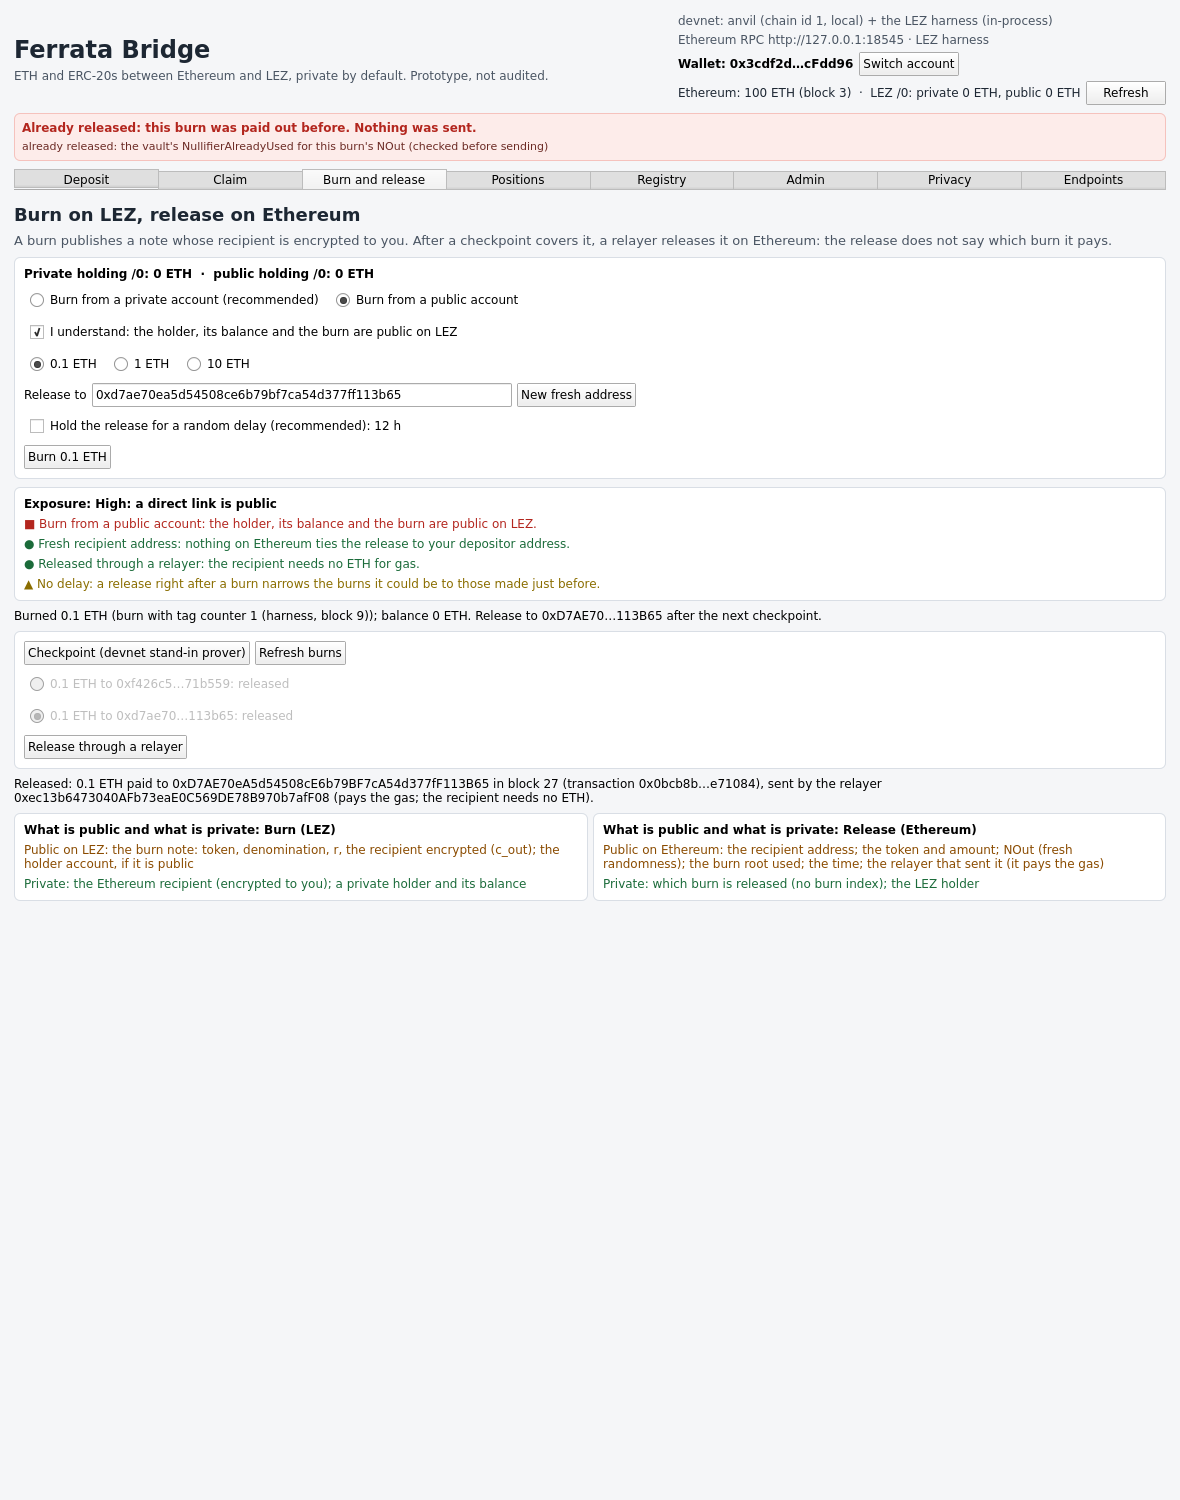 Ferrata Bridge
ETH and ERC-20s between Ethereum and LEZ, private by default. Prototype, not audited.
devnet: anvil (chain id 1, local) + the LEZ harness (in-process)
Ethereum RPC http://127.0.0.1:18545 · LEZ harness
Wallet: 0x3cdf2d…cFdd96 Switch account
Ethereum: 100 ETH (block 3) · LEZ /0: private 0 ETH, public 0 ETH Refresh
Already released: this burn was paid out before. Nothing was sent.
already released: the vault's NullifierAlreadyUsed for this burn's NOut (checked before sending)
Deposit Claim Burn and release Positions Registry Admin Privacy Endpoints
Burn on LEZ, release on Ethereum
A burn publishes a note whose recipient is encrypted to you. After a checkpoint covers it, a relayer releases it on Ethereum: the release does not say which burn it pays.
Private holding /0: 0 ETH · public holding /0: 0 ETH
Burn from a private account (recommended) Burn from a public account
I understand: the holder, its balance and the burn are public on LEZ
0.1 ETH 1 ETH 10 ETH
Release to 0xd7ae70ea5d54508ce6b79bf7ca54d377ff113b65 New fresh address
Hold the release for a random delay (recommended): 12 h
Burn 0.1 ETH
Exposure: High: a direct link is public
■ Burn from a public account: the holder, its balance and the burn are public on LEZ.
● Fresh recipient address: nothing on Ethereum ties the release to your depositor address.
● Released through a relayer: the recipient needs no ETH for gas.
▲ No delay: a release right after a burn narrows the burns it could be to those made just before.
Burned 0.1 ETH (burn with tag counter 1 (harness, block 9)); balance 0 ETH. Release to 0xD7AE70…113B65 after the next checkpoint.
Checkpoint (devnet stand-in prover) Refresh burns
0.1 ETH to 0xf426c5…71b559: released
0.1 ETH to 0xd7ae70…113b65: released
Release through a relayer
Released: 0.1 ETH paid to 0xD7AE70eA5d54508cE6b79BF7cA54d377fF113B65 in block 27 (transaction 0x0bcb8b…e71084), sent by the relayer
0xec13b6473040AFb73eaE0C569DE78B970b7afF08 (pays the gas; the recipient needs no ETH).
What is public and what is private: Burn (LEZ)
Public on LEZ: the burn note: token, denomination, r, the recipient encrypted (c_out); the
holder account, if it is public
Private: the Ethereum recipient (encrypted to you); a private holder and its balance
What is public and what is private: Release (Ethereum)
Public on Ethereum: the recipient address; the token and amount; NOut (fresh
randomness); the burn root used; the time; the relayer that sent it (it pays the gas)
Private: which burn is released (no burn index); the LEZ holder